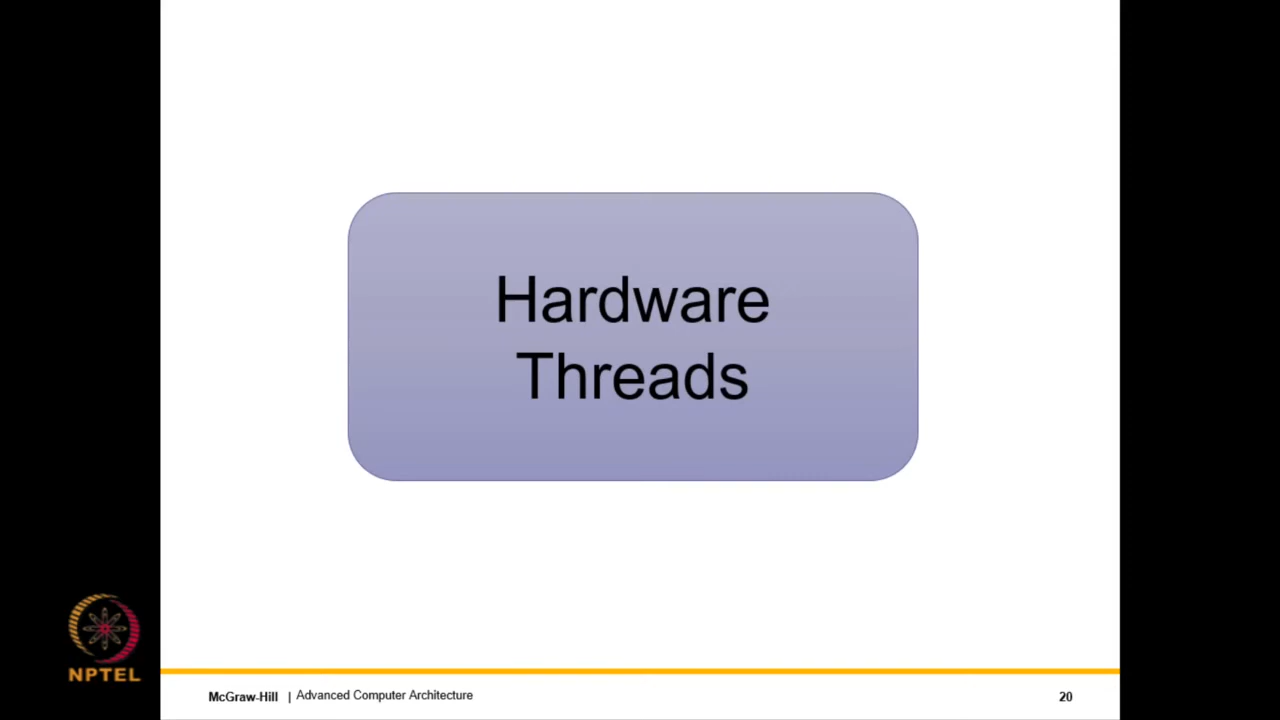 Hardware
Threads
NPTEL
McGraw-Hill | Advanced Computer Architecture 20